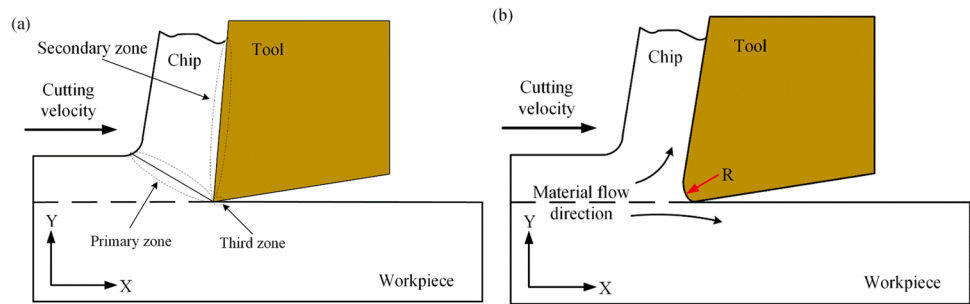 (a)
Secondary zone
Tool
Chip
Cutting
velocity
Primary zone
Third zone
Y
X
Workpiece
(b)
Tool
Chip
Cutting
velocity
R
Material flow
direction
Y
X
Workpiece